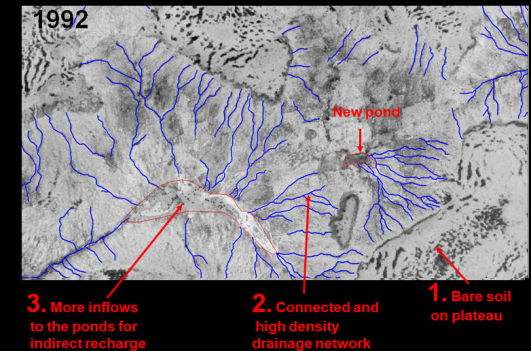 1992
New pond
1. Bare soil
on plateau
2. Connected and
high density
drainage network
3. More inflows
to the ponds for
indirect recharge